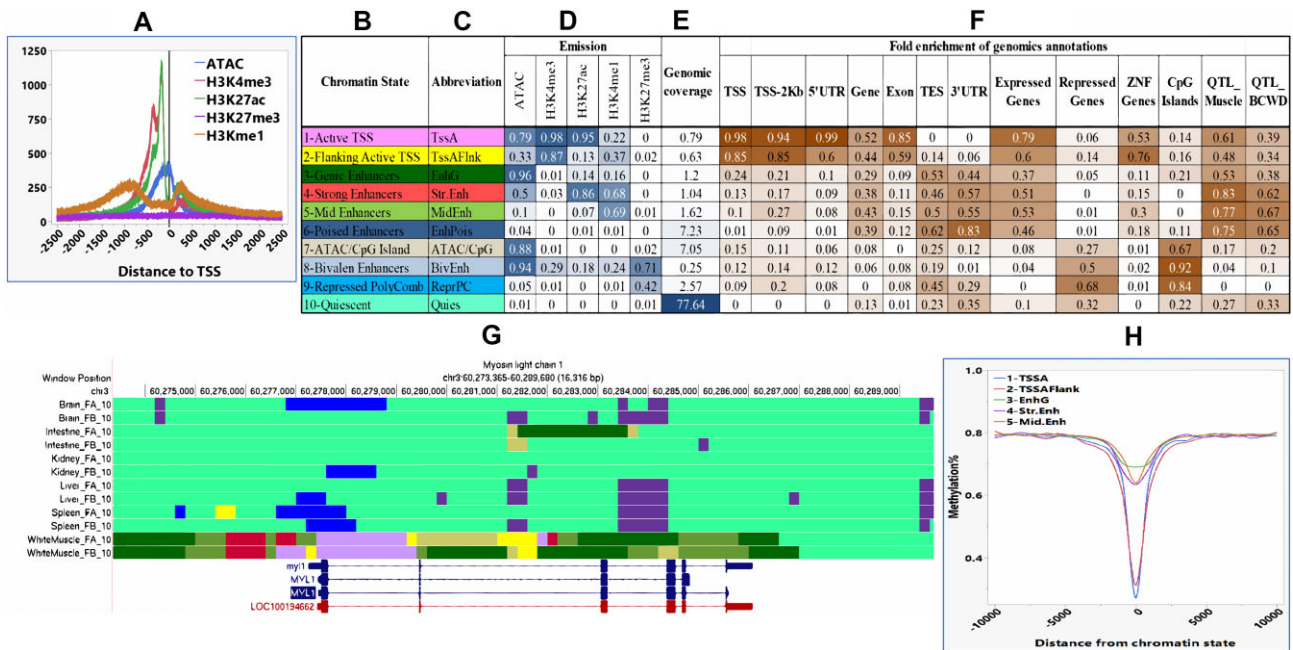 A
1250
1000
750
500
250
0
ATAC
H3K4me3
H3K27ac
H3K27me3
H3Kme1
-2500 -2000 -1500 -1000 -500 0 500 1000 1500 2000 2500
Distance to TSS
B C D E F
Chromatin State Abbreviation Emission Genomic coverage Fold enrichment of genomics annotations
ATAC H3K4me3 H3K27ac H3K4me1 H3K27me3 TSS TSS-2Kb 5'UTR Gene Exon TES 3'UTR Expressed Genes Repressed Genes ZNF Genes CpG Islands QTL_Muscle QTL_BCWD
1-Active TSS TssA 0.79 0.98 0.95 0.22 0 0.79 0.98 0.94 0.99 0.52 0.85 0 0 0.79 0.06 0.53 0.14 0.61 0.39
2-Flanking Active TSS TssAFlnk 0.33 0.87 0.13 0.37 0.02 0.63 0.85 0.85 0.6 0.44 0.59 0.14 0.06 0.6 0.14 0.76 0.16 0.48 0.34
3-Genic Enhancers EnhG 0.96 0.01 0.14 0.16 0 1.2 0.24 0.21 0.1 0.29 0.09 0.53 0.44 0.37 0.05 0.11 0.21 0.53 0.38
4-Strong Enhancers Str.Enh 0.5 0.03 0.86 0.68 0 1.04 0.13 0.17 0.09 0.38 0.11 0.46 0.57 0.51 0 0.15 0 0.83 0.62
5-Mid Enhancers MidEnh 0.1 0 0.01 0.69 0.01 1.62 0.1 0.27 0.08 0.43 0.15 0.5 0.55 0.53 0.01 0.3 0 0.77 0.67
6-Poised Enhancers EnhPois 0.04 0 0.01 0.01 0 7.23 0.01 0.09 0.01 0.39 0.12 0.62 0.83 0.46 0.01 0.18 0.11 0.75 0.65
7-ATAC/CpG Island ATAC/CpG 0.88 0.01 0 0 0.02 7.05 0.15 0.11 0.06 0.08 0 0.25 0.12 0.08 0.27 0.01 0.67 0.17 0.2
8-Bivalen Enhancers BivEnh 0.94 0.29 0.18 0.24 0.71 0.25 0.12 0.14 0.12 0.06 0.08 0.19 0.01 0.04 0.5 0.02 0.92 0.04 0.1
9-Repressed PolyComb ReprPC 0.05 0.01 0 0.01 0.42 2.57 0.09 0.2 0.08 0 0.01 0.45 0.29 0 0.68 0.01 0.84 0 0
10-Quiescent Quies 0.01 0 0 0 0.01 77.64 0 0 0 0.13 0.01 0.23 0.35 0.1 0.32 0 0.22 0.27 0.33
G
Myosin light chain 1
Window Position chr3:60,273,365-60,289,680 (16,316 bp)
chr3 60,275,000 60,276,000 60,277,000 60,278,000 60,279,000 60,280,000 60,281,000 60,282,000 60,283,000 60,284,000 60,285,000 60,286,000 60,287,000 60,288,000 60,289,000
Brain_FA_10
Brain_FB_10
Intestine_FA_10
Intestine_FB_10
Kidney_FA_10
Kidney_FB_10
Liver_FA_10
Liver_FB_10
Spleen_FA_10
Spleen_FB_10
WhiteMuscle_FA_10
WhiteMuscle_FB_10
myl1
MYL1
MYL1
LOC100194662
H
1.0
0.8
0.6
0.4
Methylation%
1-TSSA
2-TSSAFlank
3-EnhG
4-Str.Enh
5-Mid.Enh
-10000 -5000 0 5000 10000
Distance from chromatin state